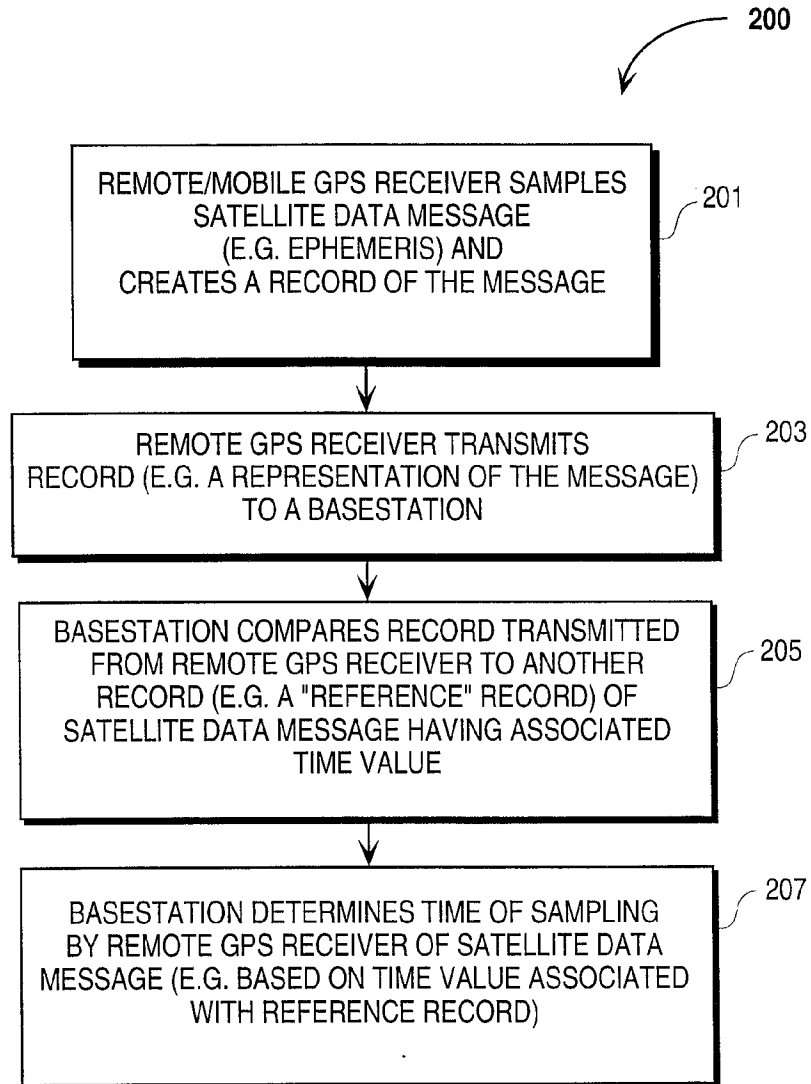 200
REMOTE/MOBILE GPS RECEIVER SAMPLES
SATELLITE DATA MESSAGE
(E.G. EPHEMERIS) AND
CREATES A RECORD OF THE MESSAGE
201
REMOTE GPS RECEIVER TRANSMITS
RECORD (E.G. A REPRESENTATION OF THE MESSAGE)
TO A BASESTATION
203
BASESTATION COMPARES RECORD TRANSMITTED
FROM REMOTE GPS RECEIVER TO ANOTHER
RECORD (E.G. A "REFERENCE" RECORD) OF
SATELLITE DATA MESSAGE HAVING ASSOCIATED
TIME VALUE
205
BASESTATION DETERMINES TIME OF SAMPLING
BY REMOTE GPS RECEIVER OF SATELLITE DATA
MESSAGE (E.G. BASED ON TIME VALUE ASSOCIATED
WITH REFERENCE RECORD)
207